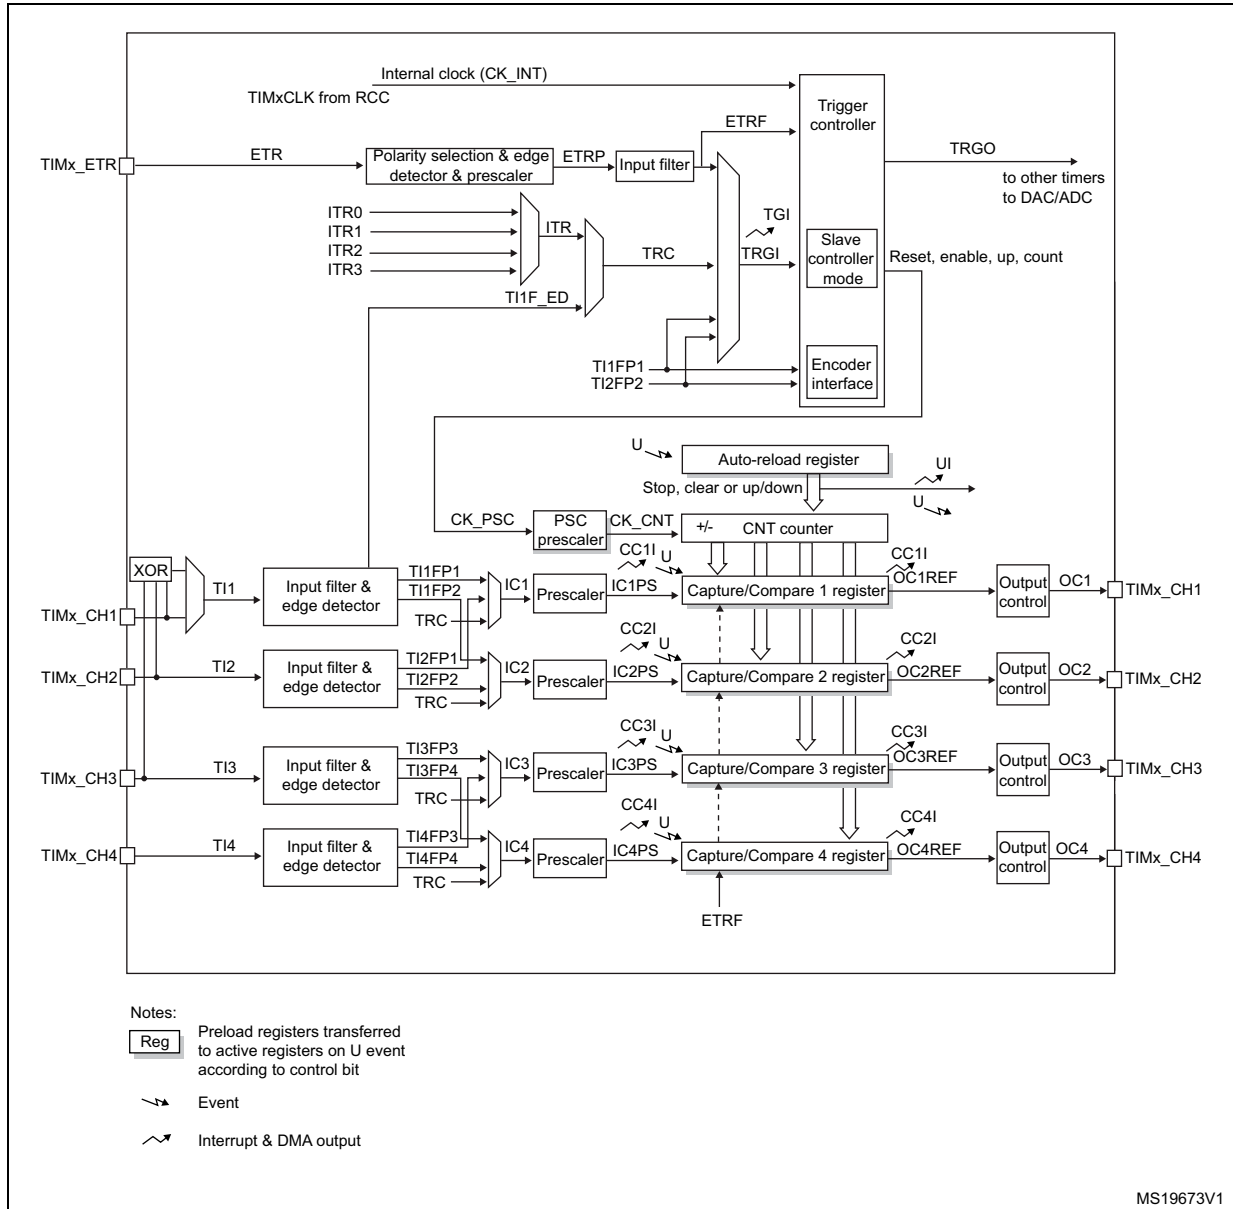 Internal clock (CK_INT)
TIMxCLK from RCC
Trigger
controller
ETRF
TIMx_ETR
ETR
Polarity selection & edge
detector & prescaler
ETRP
Input filter
TRGO
to other timers
to DAC/ADC
ITR0
ITR1
ITR2
ITR3
ITR
TI1F_ED
TRC
TGI
TRGI
Slave
controller
mode
Reset, enable, up, count
TI1FP1
TI2FP2
Encoder
interface
U
Auto-reload register
UI
Stop, clear or up/down
U
CK_PSC
PSC
prescaler
CK_CNT
+/-
CNT counter
XOR
TIMx_CH1
TI1
Input filter &
edge detector
TI1FP1
TI1FP2
TRC
IC1
Prescaler
IC1PS
CC1I
U
Capture/Compare 1 register
CC1I
OC1REF
Output
control
OC1
TIMx_CH1
TIMx_CH2
TI2
Input filter &
edge detector
TI2FP1
TI2FP2
TRC
IC2
Prescaler
IC2PS
CC2I
U
Capture/Compare 2 register
CC2I
OC2REF
Output
control
OC2
TIMx_CH2
TIMx_CH3
TI3
Input filter &
edge detector
TI3FP3
TI3FP4
TRC
IC3
Prescaler
IC3PS
CC3I
U
Capture/Compare 3 register
CC3I
OC3REF
Output
control
OC3
TIMx_CH3
TIMx_CH4
TI4
Input filter &
edge detector
TI4FP3
TI4FP4
TRC
IC4
Prescaler
IC4PS
CC4I
U
Capture/Compare 4 register
CC4I
OC4REF
Output
control
OC4
TIMx_CH4
ETRF
Notes:
Reg
Preload registers transferred
to active registers on U event
according to control bit
Event
Interrupt & DMA output
MS19673V1